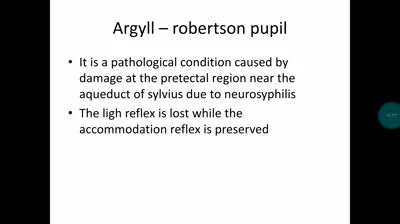 Argyll – robertson pupil
• It is a pathological condition caused by
damage at the pretectal region near the
aqueduct of sylvius due to neurosyphilis
• The ligh reflex is lost while the
accommodation reflex is preserved